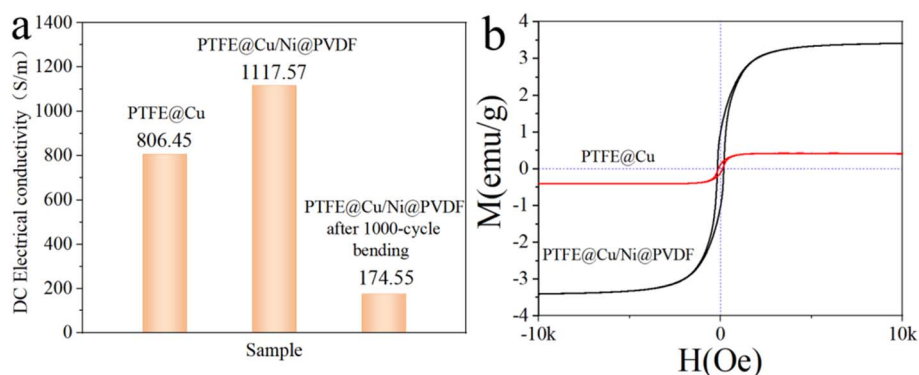 a
DC Electrical conductivity（S/m）
1400
1200
1000
800
600
400
200
0
PTFE@Cu
806.45
PTFE@Cu/Ni@PVDF
1117.57
PTFE@Cu/Ni@PVDF
after 1000-cycle
bending
174.55
Sample
b
M(emu/g)
4
3
2
1
0
-1
-2
-3
-4
PTFE@Cu
PTFE@Cu/Ni@PVDF
-10k
0
10k
H(Oe)